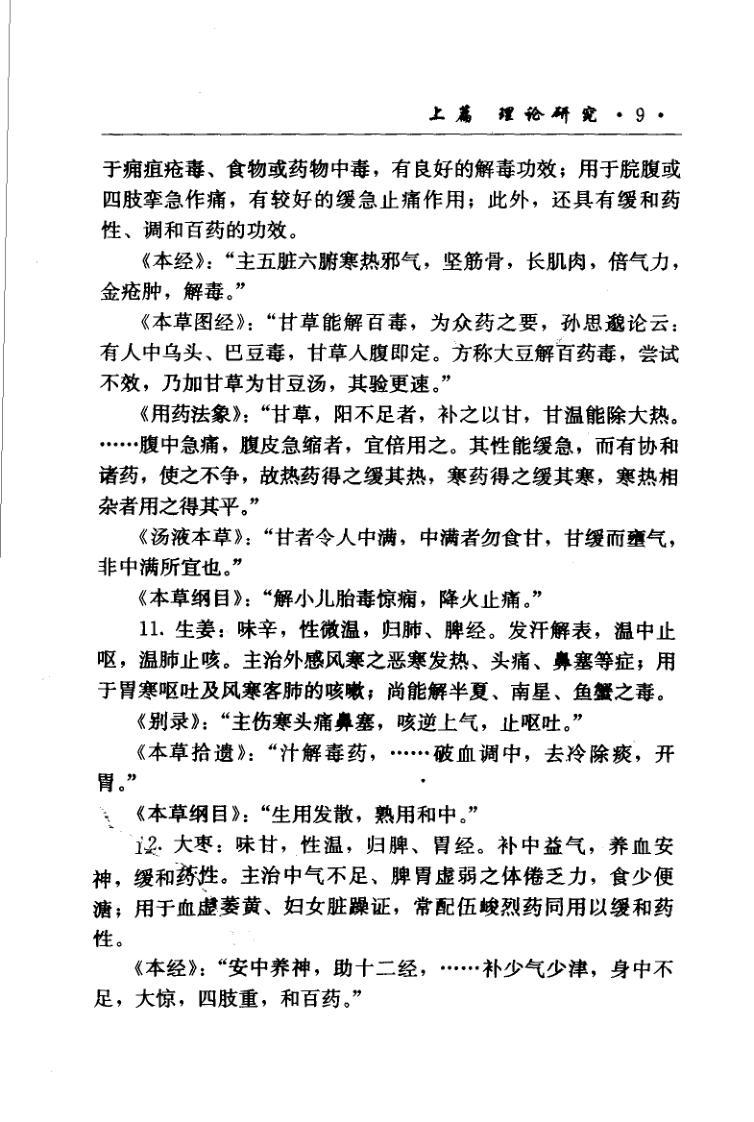 上篇 理论研究 · 9 ·
于痈疽疮毒、食物或药物中毒，有良好的解毒功效；用于脘腹或
四肢挛急作痛，有较好的缓急止痛作用；此外，还具有缓和药
性、调和百药的功效。
《本经》：“主五脏六腑寒热邪气，坚筋骨，长肌肉，倍气力，
金疮肿，解毒。”
《本草图经》：“甘草能解百毒，为众药之要，孙思邈论云：
有人中乌头、巴豆毒，甘草入腹即定。方称大豆解百药毒，尝试
不效，乃加甘草为甘豆汤，其验更速。”
《用药法象》：“甘草，阳不足者，补之以甘，甘温能除大热。
……腹中急痛，腹皮急缩者，宜倍用之。其性能缓急，而有协和
诸药，使之不争，故热药得之缓其热，寒药得之缓其寒，寒热相
杂者用之得其平。”
《汤液本草》：“甘者令人中满，中满者勿食甘，甘缓而壅气，
非中满所宜也。”
《本草纲目》：“解小儿胎毒惊痫，降火止痛。”
11. 生姜：味辛，性微温，归肺、脾经。发汗解表，温中止
呕，温肺止咳。主治外感风寒之恶寒发热、头痛、鼻塞等症；用
于胃寒呕吐及风寒客肺的咳嗽；尚能解半夏、南星、鱼蟹之毒。
《别录》：“主伤寒头痛鼻塞，咳逆上气，止呕吐。”
《本草拾遗》：“汁解毒药，……破血调中，去冷除痰，开
胃。”
《本草纲目》：“生用发散，熟用和中。”
12. 大枣：味甘，性温，归脾、胃经。补中益气，养血安
神，缓和药性。主治中气不足、脾胃虚弱之体倦乏力，食少便
溏；用于血虚萎黄、妇女脏躁证，常配伍峻烈药同用以缓和药
性。
《本经》：“安中养神，助十二经，……补少气少津，身中不
足，大惊，四肢重，和百药。”